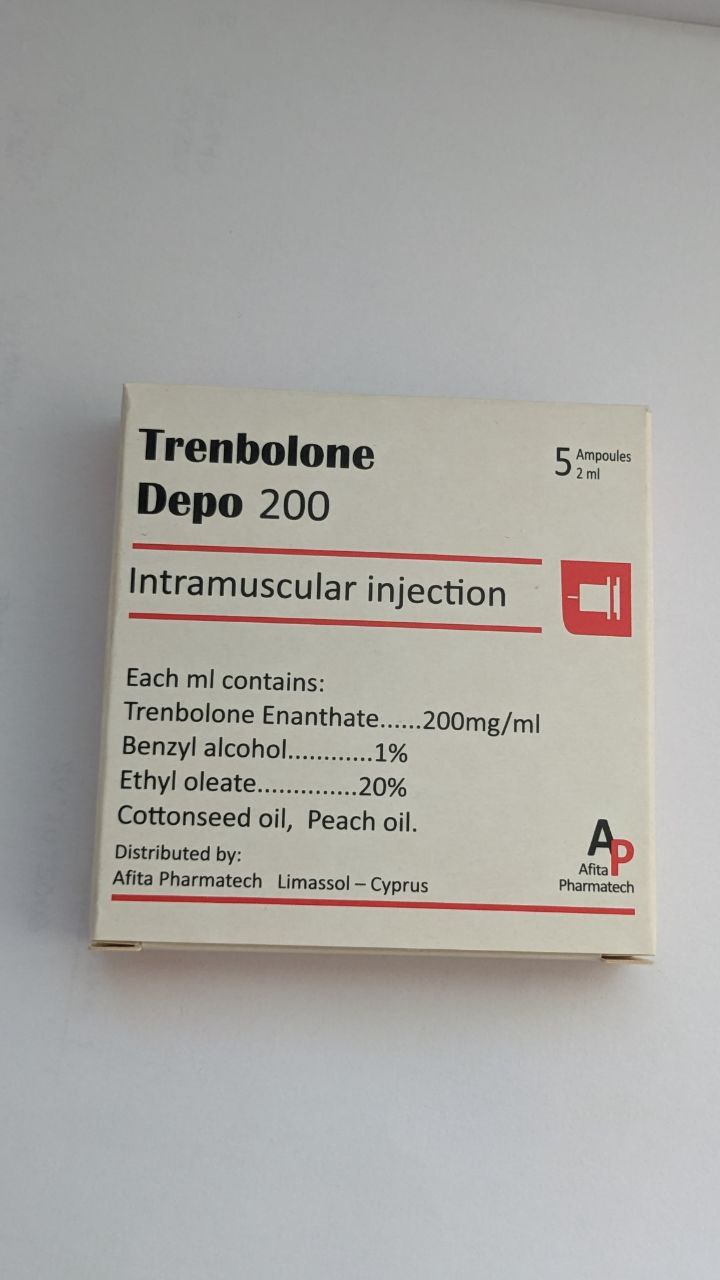 Trenbolone
Depo 200
5 Ampoules
2 ml
Intramuscular injection
Each ml contains:
Trenbolone Enanthate......200mg/ml
Benzyl alcohol............1%
Ethyl oleate..............20%
Cottonseed oil, Peach oil.
Distributed by:
Afita Pharmatech Limassol – Cyprus
AP
Afita
Pharmatech